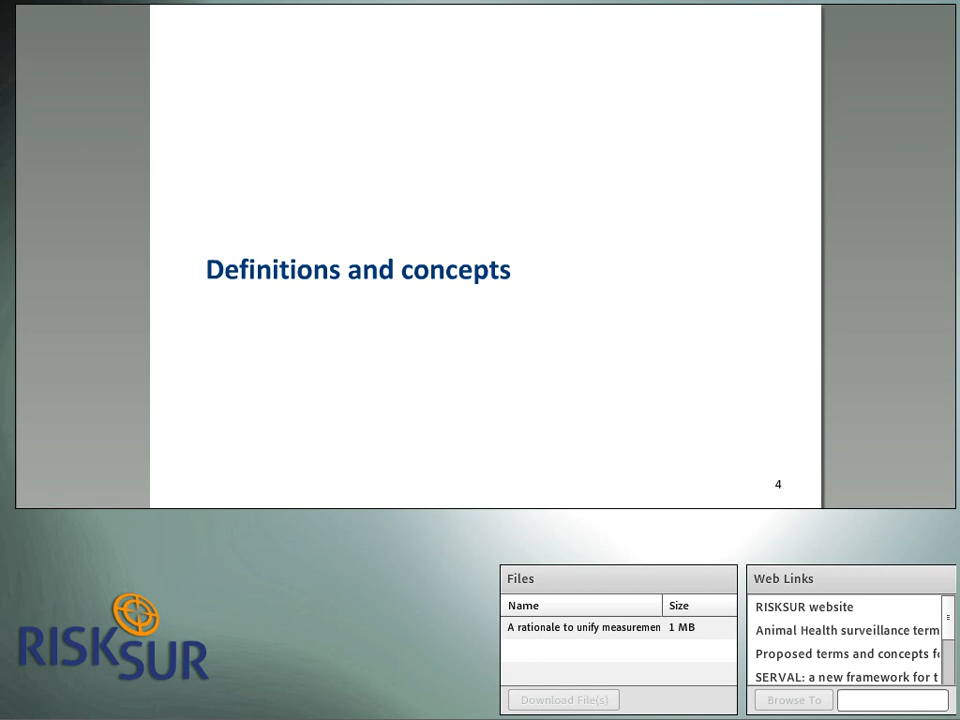 Definitions and concepts
4
RISKSUR
Files
Name Size
A rationale to unify measuremen 1 MB
Download File(s)
Web Links
RISKSUR website
Animal Health surveillance term
Proposed terms and concepts fo
SERVAL: a new framework for t
Browse To